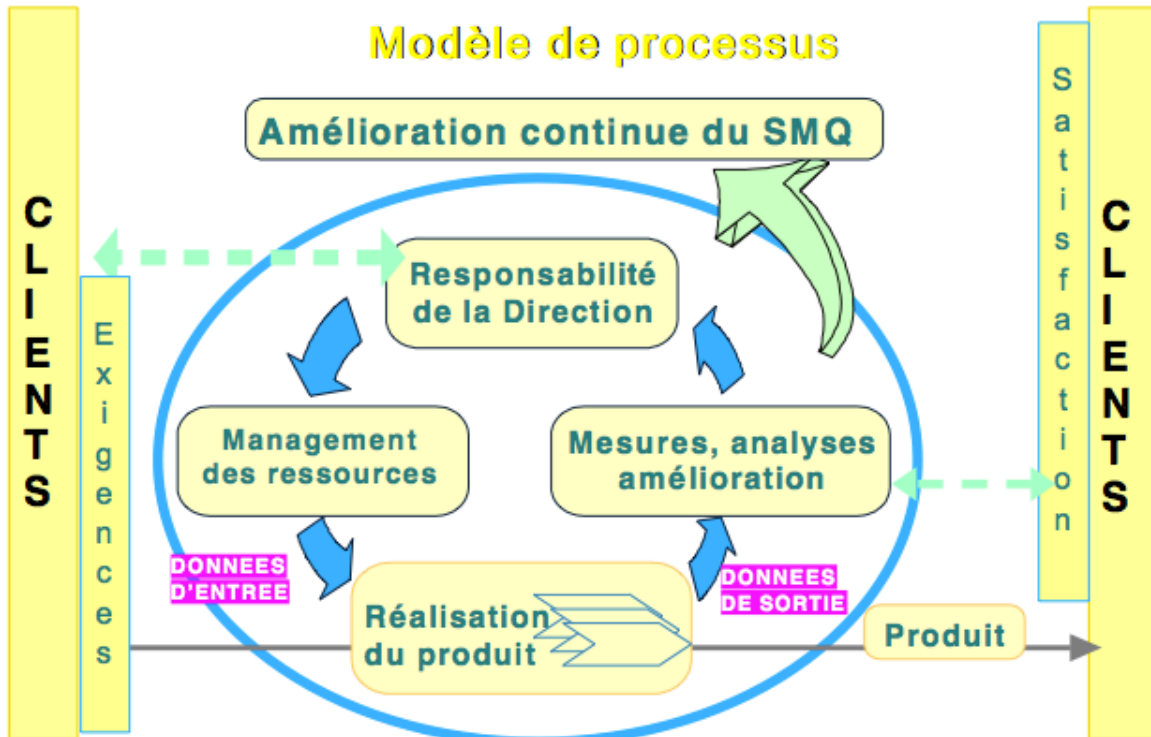 Modèle de processus
Amélioration continue du SMQ
CLIENTS
Exigences
Responsabilité
de la Direction
Management
des ressources
Mesures, analyses
amélioration
DONNEES
D'ENTREE
Réalisation
du produit
DONNEES
DE SORTIE
Produit
Satisfaction
CLIENTS